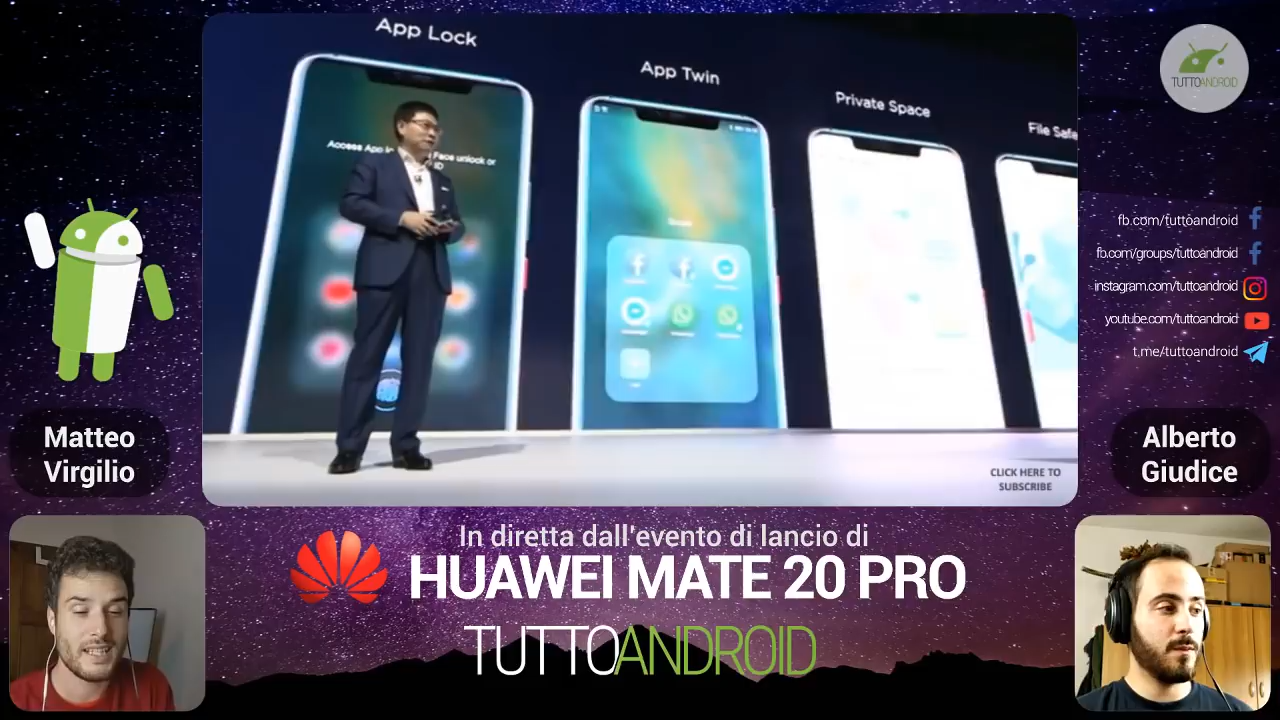 App Lock
App Twin
Private Space
File Safe
Access App
Face unlock or
ID
TUTTOANDROID
fb.com/tuttoandroid
fb.com/groups/tuttoandroid
instagram.com/tuttoandroid
youtube.com/tuttoandroid
t.me/tuttoandroid
Matteo
Virgilio
Alberto
Giudice
CLICK HERE TO
SUBSCRIBE
In diretta dall'evento di lancio di
HUAWEI MATE 20 PRO
TUTTOANDROID